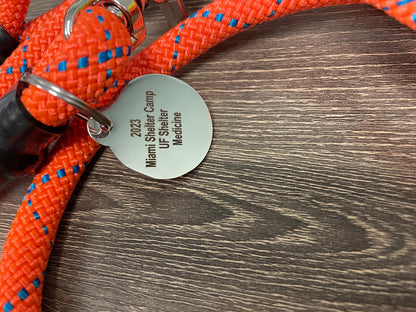 2023
Miami Shelter Camp
UF Shelter
Medicine